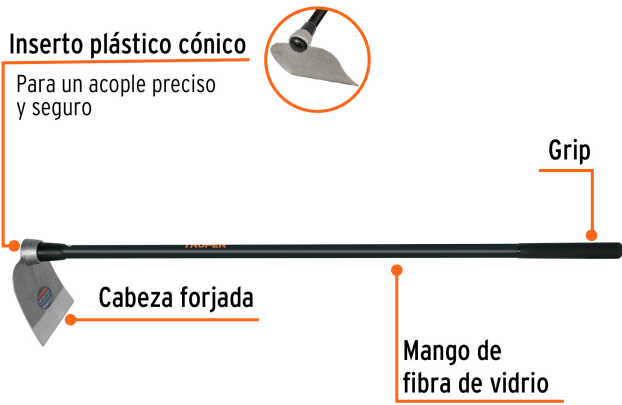 Inserto plástico cónico
Para un acople preciso
y seguro
Grip
TRUPER
Cabeza forjada
Mango de
fibra de vidrio